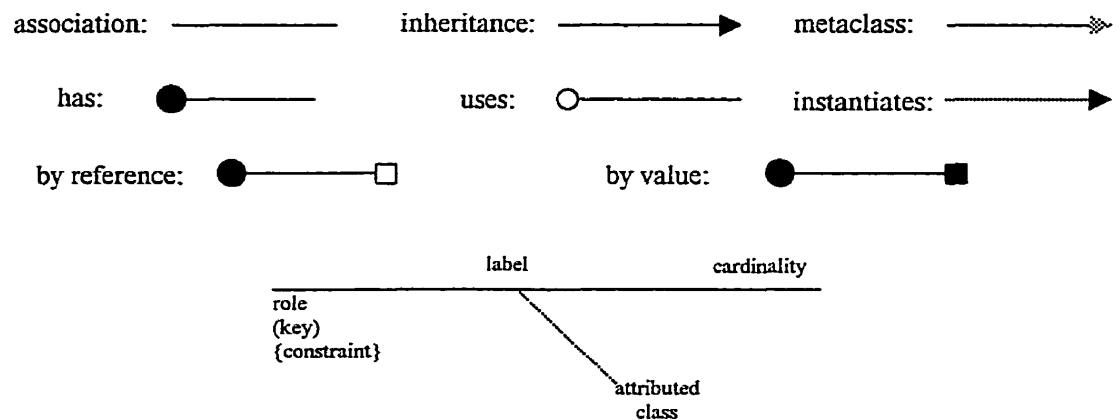 association: inheritance: metaclass:
has: uses: instantiates:
by reference: by value:
label cardinality
role
(key)
{constraint}
attributed
class